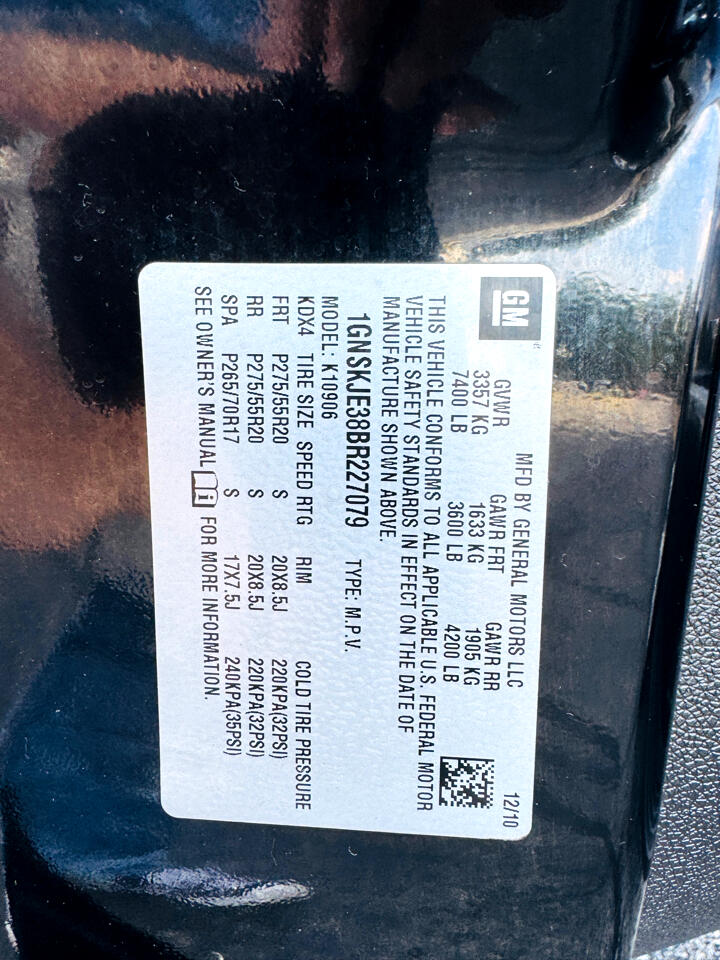 GM
MFD BY GENERAL MOTORS LLC 12/10
GVWR GAWR FRT GAWR RR
3357 KG 1633 KG 1905 KG
7400 LB 3600 LB 4200 LB
THIS VEHICLE CONFORMS TO ALL APPLICABLE U.S. FEDERAL MOTOR
VEHICLE SAFETY STANDARDS IN EFFECT ON THE DATE OF
MANUFACTURE SHOWN ABOVE.
1GNSKJE38BR227079 TYPE: M.P.V.
MODEL: K10906
KDX4 TIRE SIZE SPEED RTG RIM COLD TIRE PRESSURE
FRT P275/55R20 S 20X8.5J 220KPA(32PSI)
RR P275/55R20 S 20X8.5J 220KPA(32PSI)
SPA P265/70R17 S 17X7.5J 240KPA(35PSI)
SEE OWNER'S MANUAL i FOR MORE INFORMATION.